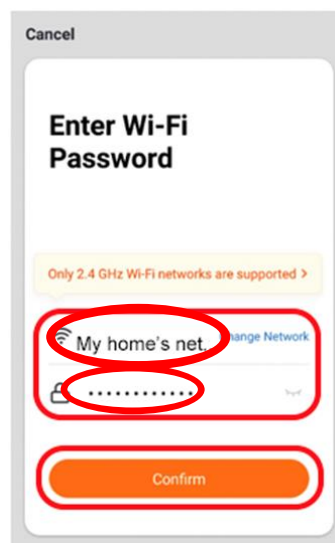 Cancel
Enter Wi-Fi
Password
Only 2.4 GHz Wi-Fi networks are supported >
My home's net. Change Network
••••••••••••
Confirm